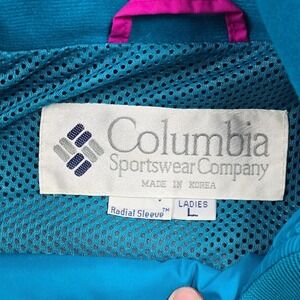 Columbia
Sportswear Company
MADE IN KOREA
Radial Sleeve™
LADIES
L